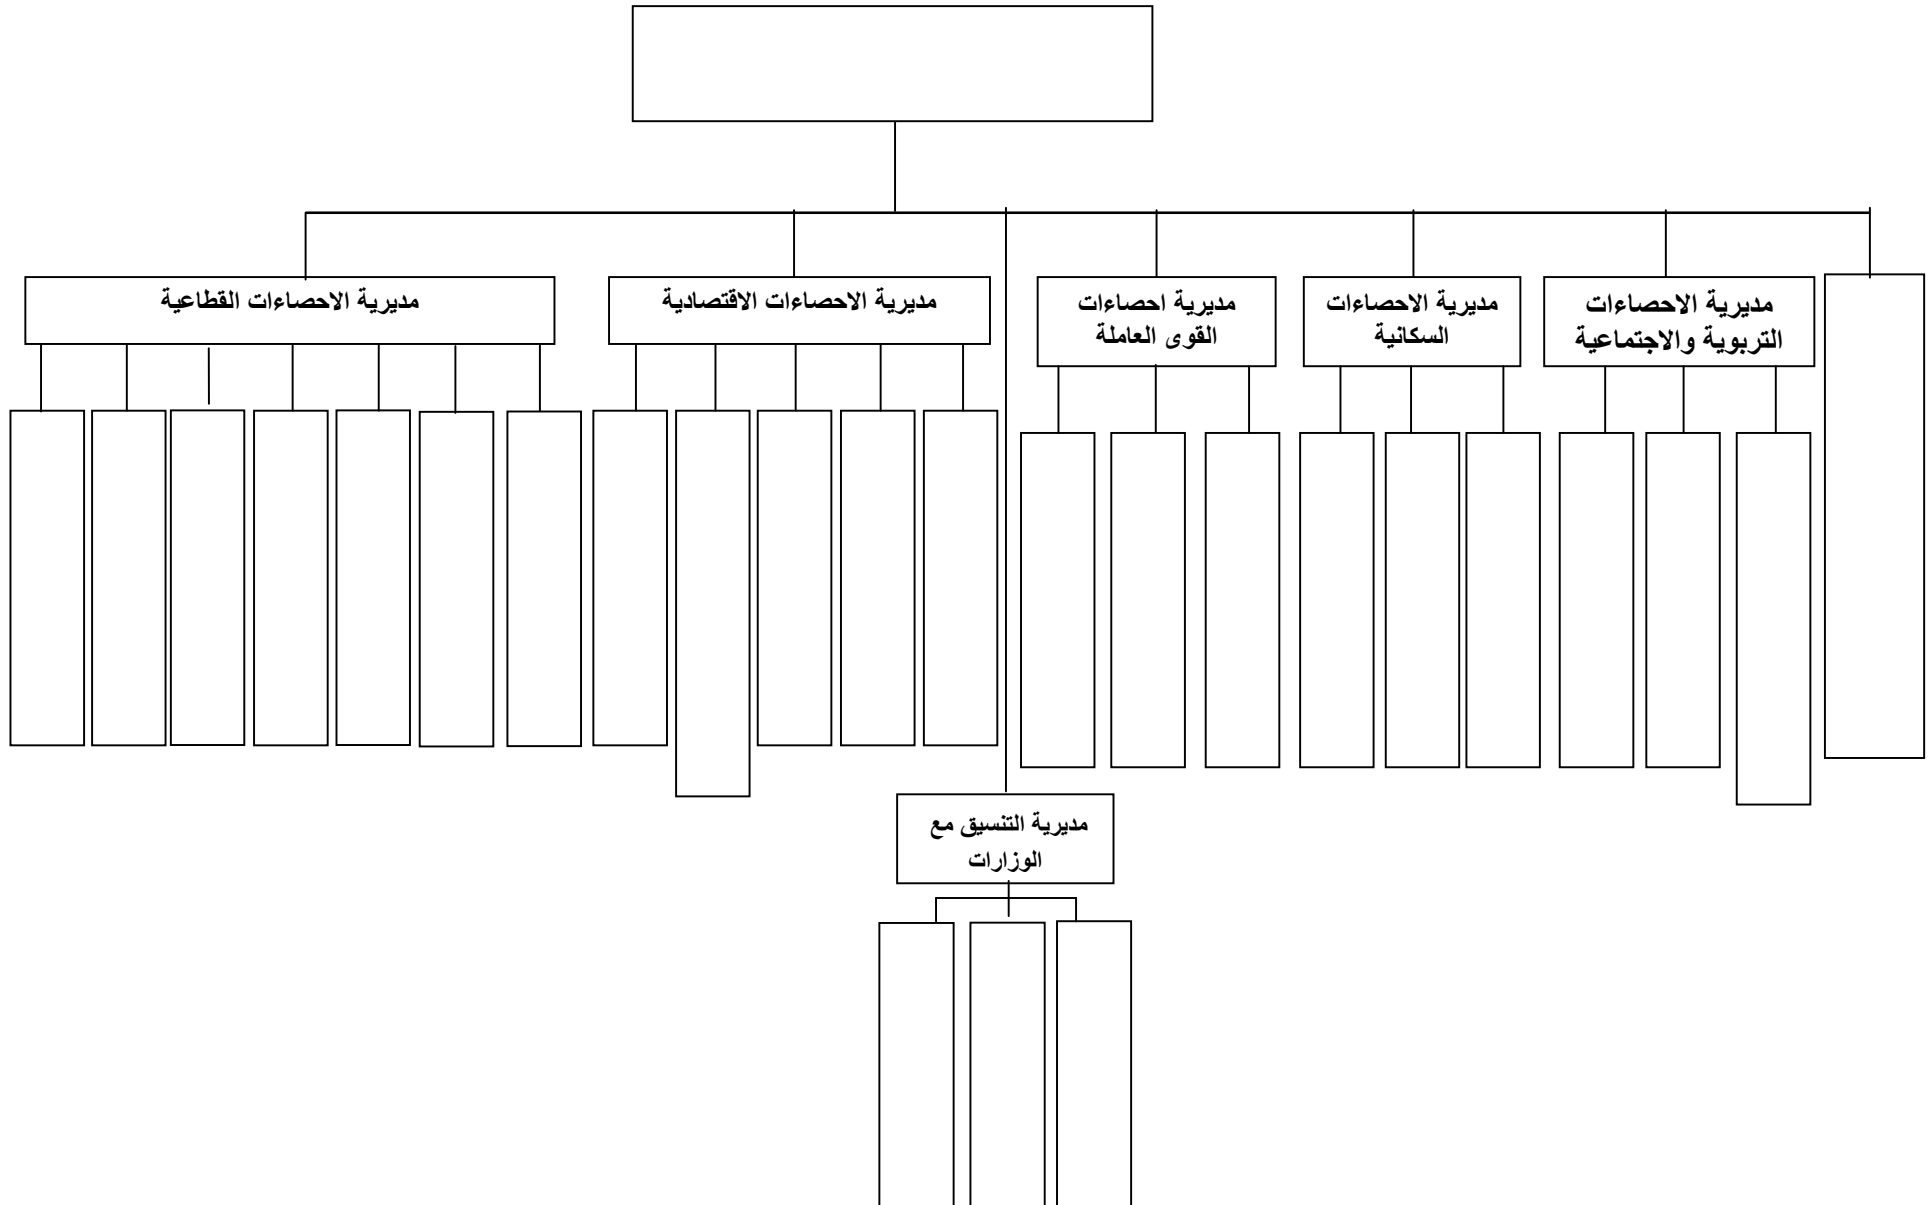 مديرية الاحصاءات التربوية والاجتماعية
مديرية الاحصاءات السكانية
مديرية احصاءات القوى العاملة
مديرية الاحصاءات الاقتصادية
مديرية الاحصاءات القطاعية
مديرية التنسيق مع الوزارات